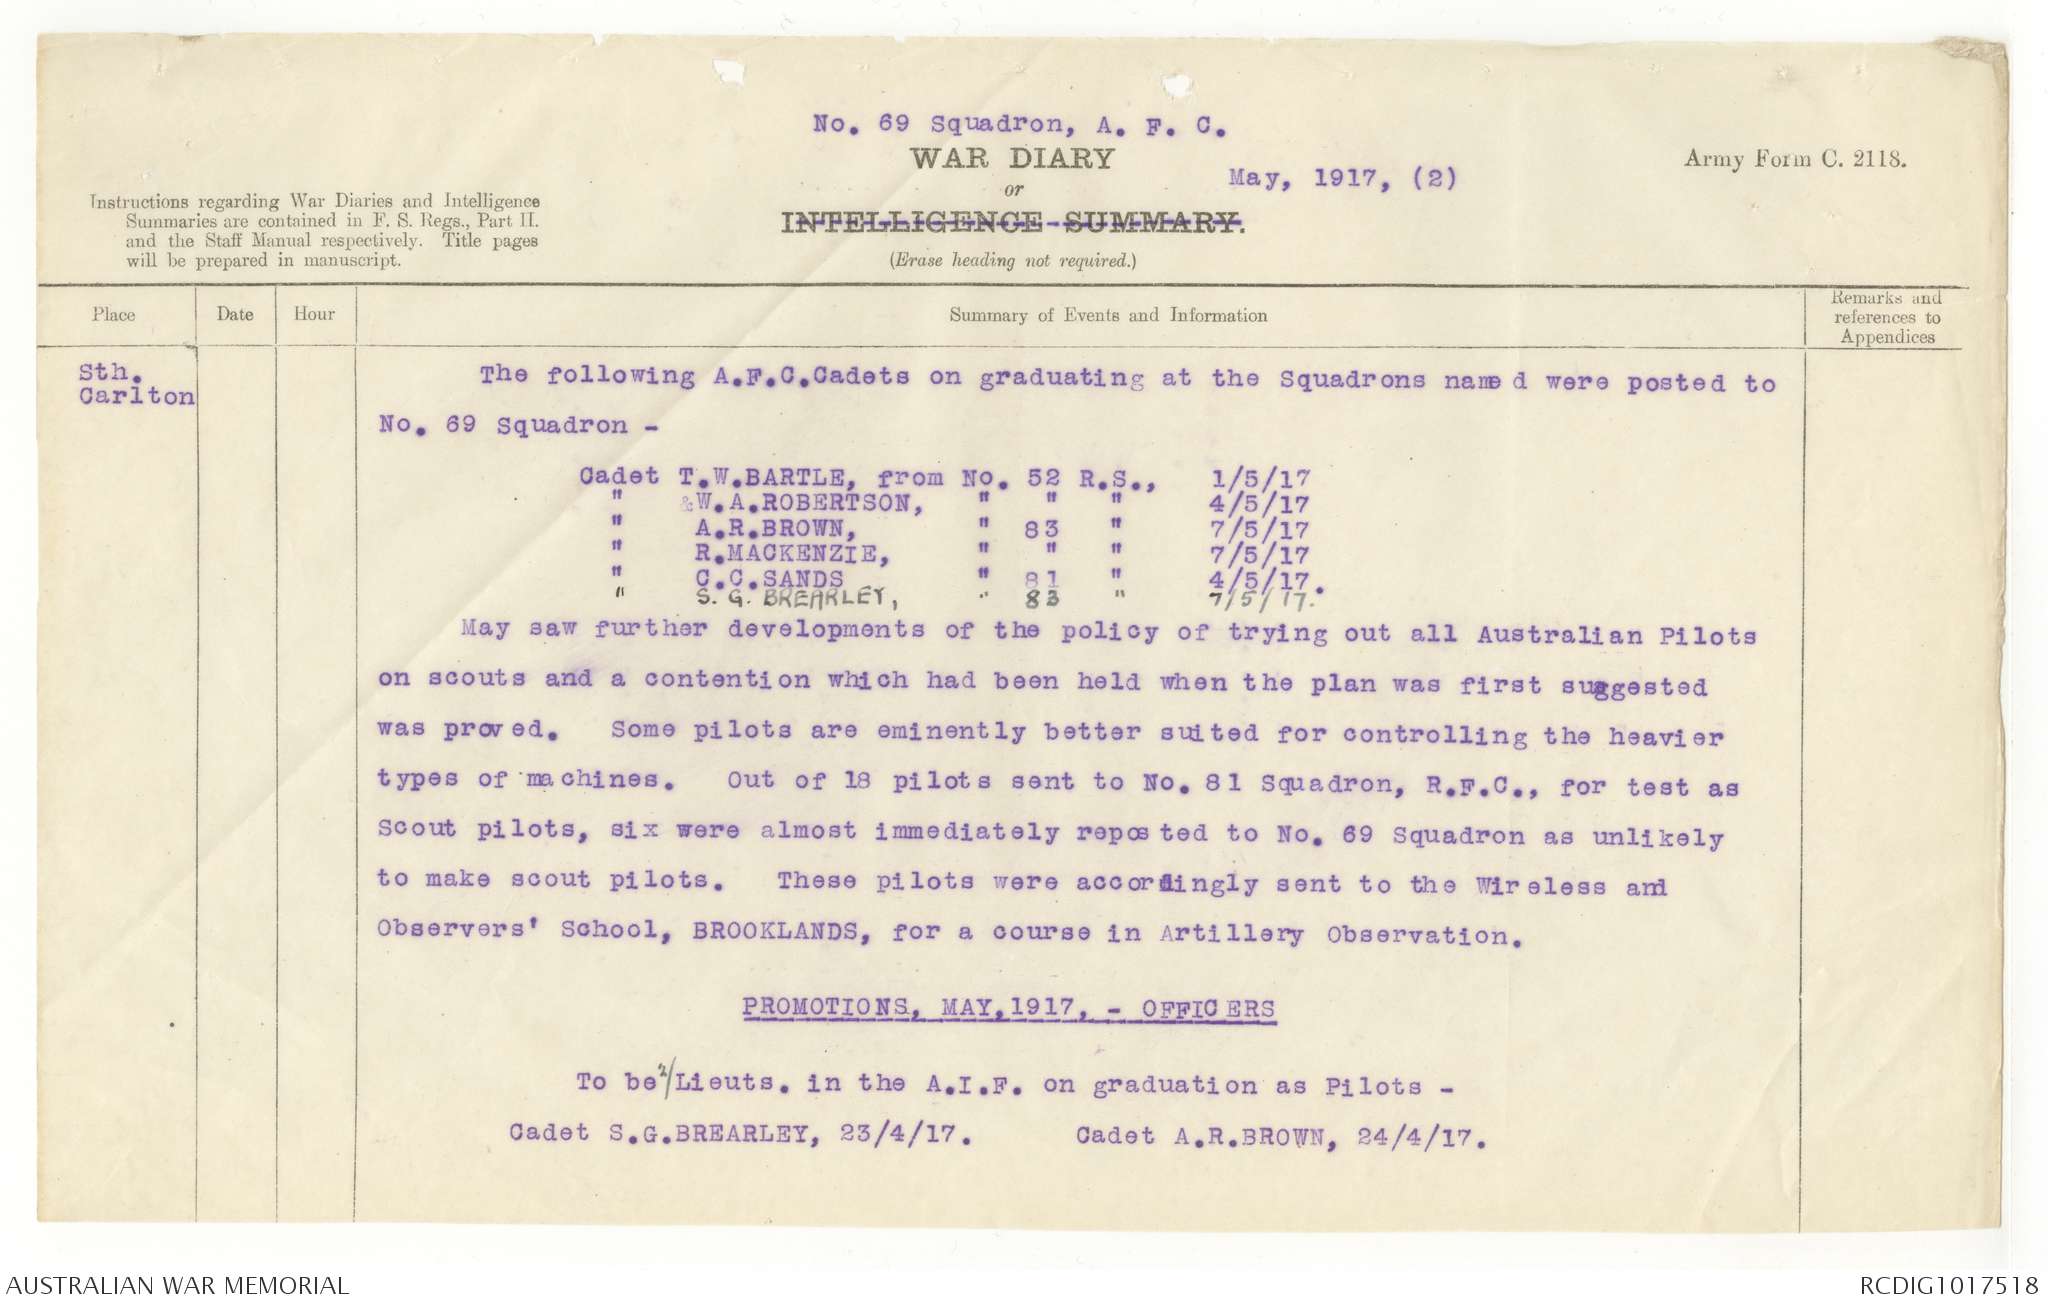 No. 69 Squadron, A. F. C.
WAR DIARY
Army Form C. 2118.
or
May, 1917, (2)
INTELLIGENCE SUMMARY.
(Erase heading not required.)
Instructions regarding War Diaries and Intelligence
Summaries are contained in F. S. Regs., Part II.
and the Staff Manual respectively. Title pages
will be prepared in manuscript.
Place Date Hour Summary of Events and Information Remarks and
references to
Appendices
Sth.
Carlton
The following A.F.C.Cadets on graduating at the Squadrons named were posted to
No. 69 Squadron -
Cadet T.W.BARTLE, from No. 52 R.S., 1/5/17
" &W.A.ROBERTSON, " " " 4/5/17
" A.R.BROWN, " 83 " 7/5/17
" R.MACKENZIE, " " " 7/5/17
" C.C.SANDS " 81 " 4/5/17.
" S. G. BREARLEY, " 83 " 7/5/17.
May saw further developments of the policy of trying out all Australian Pilots
on scouts and a contention which had been held when the plan was first suggested
was proved. Some pilots are eminently better suited for controlling the heavier
types of machines. Out of 18 pilots sent to No. 81 Squadron, R.F.C., for test as
Scout pilots, six were almost immediately reposted to No. 69 Squadron as unlikely
to make scout pilots. These pilots were accordingly sent to the Wireless and
Observers' School, BROOKLANDS, for a course in Artillery Observation.
PROMOTIONS, MAY,1917, - OFFICERS
To be 2/Lieuts. in the A.I.F. on graduation as Pilots -
Cadet S.G.BREARLEY, 23/4/17. Cadet A.R.BROWN, 24/4/17.
AUSTRALIAN WAR MEMORIAL
RCDIG1017518